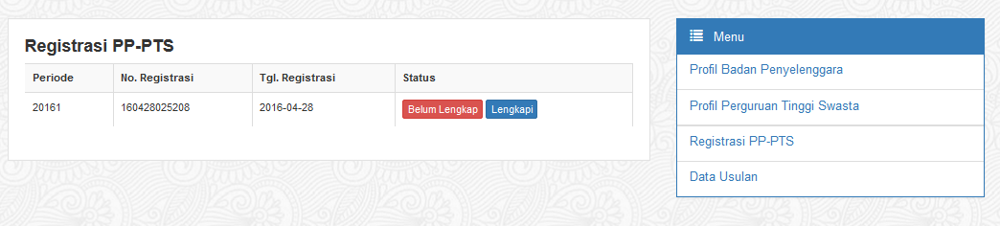 Registrasi PP-PTS
Periode No. Registrasi Tgl. Registrasi Status
20161 160428025208 2016-04-28 Belum Lengkap Lengkapi
Menu
Profil Badan Penyelenggara
Profil Perguruan Tinggi Swasta
Registrasi PP-PTS
Data Usulan